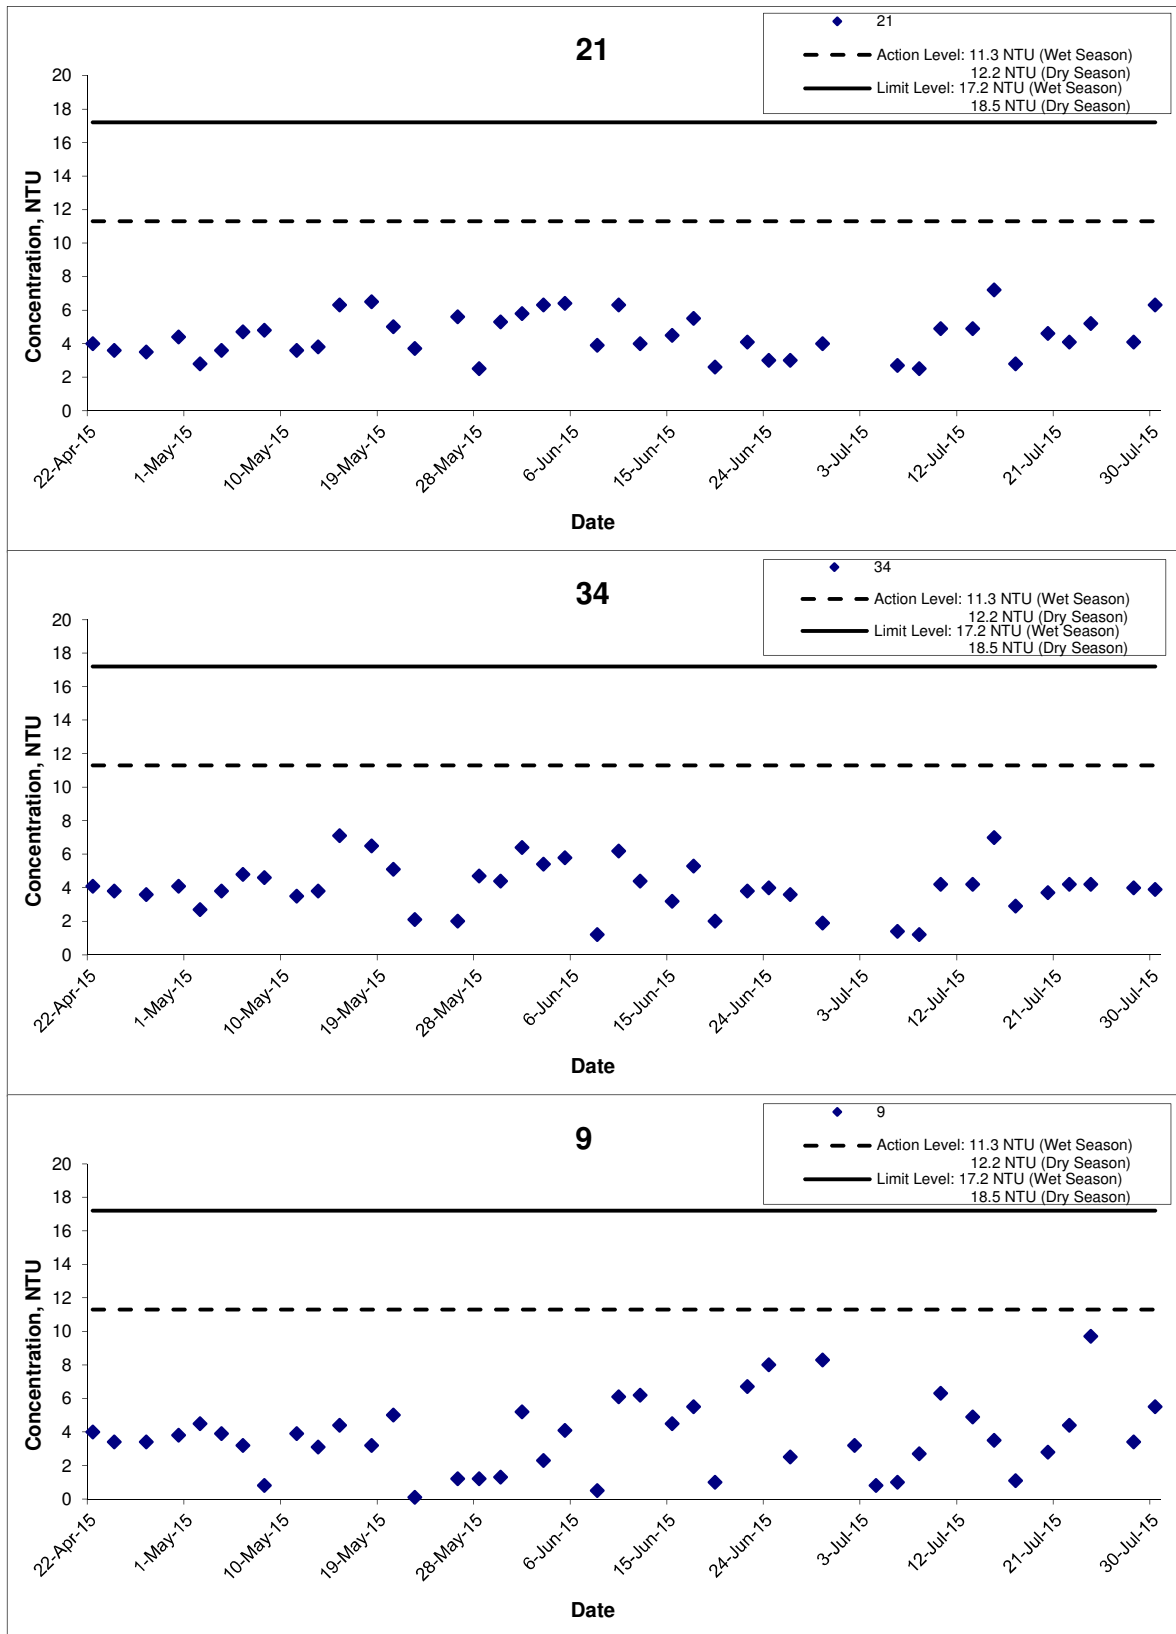 21
21
Action Level: 11.3 NTU (Wet Season)
12.2 NTU (Dry Season)
Limit Level: 17.2 NTU (Wet Season)
18.5 NTU (Dry Season)
Concentration, NTU
20
18
16
14
12
10
8
6
4
2
0
22-Apr-15
1-May-15
10-May-15
19-May-15
28-May-15
6-Jun-15
15-Jun-15
24-Jun-15
3-Jul-15
12-Jul-15
21-Jul-15
30-Jul-15
Date
34
34
Action Level: 11.3 NTU (Wet Season)
12.2 NTU (Dry Season)
Limit Level: 17.2 NTU (Wet Season)
18.5 NTU (Dry Season)
Concentration, NTU
20
18
16
14
12
10
8
6
4
2
0
22-Apr-15
1-May-15
10-May-15
19-May-15
28-May-15
6-Jun-15
15-Jun-15
24-Jun-15
3-Jul-15
12-Jul-15
21-Jul-15
30-Jul-15
Date
9
9
Action Level: 11.3 NTU (Wet Season)
12.2 NTU (Dry Season)
Limit Level: 17.2 NTU (Wet Season)
18.5 NTU (Dry Season)
Concentration, NTU
20
18
16
14
12
10
8
6
4
2
0
22-Apr-15
1-May-15
10-May-15
19-May-15
28-May-15
6-Jun-15
15-Jun-15
24-Jun-15
3-Jul-15
12-Jul-15
21-Jul-15
30-Jul-15
Date